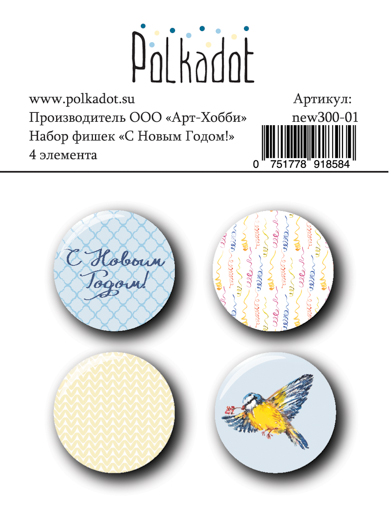 Polkadot
www.polkadot.su
Артикул:
Производитель ООО «Арт-Хобби»
new300-01
Набор фишек «С Новым Годом!»
4 элемента
0 751778 918584
С Новым
Годом!